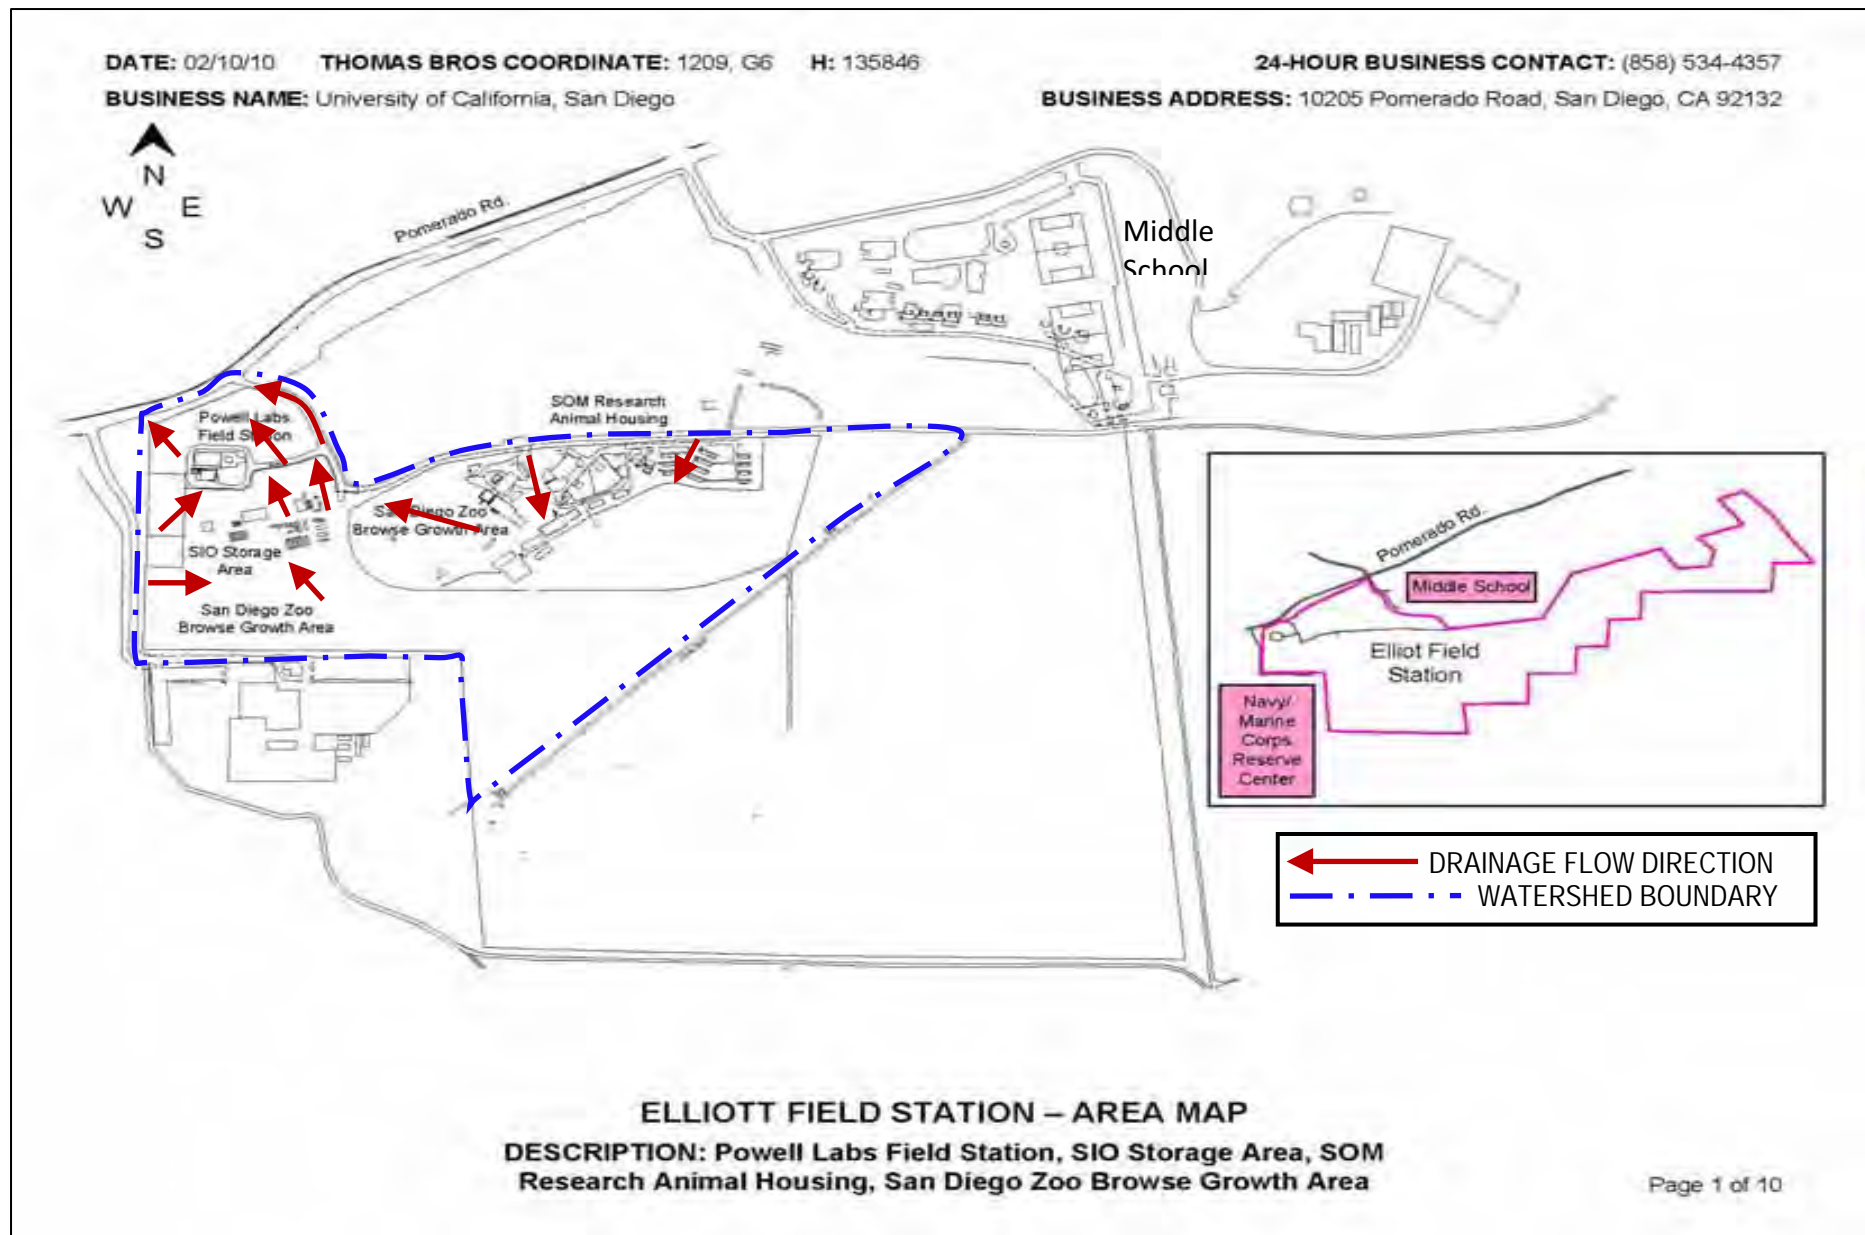 DATE: 02/10/10 THOMAS BROS COORDINATE: 1209, G6 H: 135846 24-HOUR BUSINESS CONTACT: (858) 534-4357
BUSINESS NAME: University of California, San Diego BUSINESS ADDRESS: 10205 Pomerado Road, San Diego, CA 92132
N
W E
S
Pomerado Rd.
Middle
School
SOM Research
Animal Housing
Powell Labs
Field Station
San Diego Zoo
Browse Growth Area
SIO Storage
Area
San Diego Zoo
Browse Growth Area
Pomerado Rd.
Middle School
Elliot Field
Station
Navy/
Marine
Corps
Reserve
Center
DRAINAGE FLOW DIRECTION
WATERSHED BOUNDARY
ELLIOTT FIELD STATION – AREA MAP
DESCRIPTION: Powell Labs Field Station, SIO Storage Area, SOM
Research Animal Housing, San Diego Zoo Browse Growth Area
Page 1 of 10